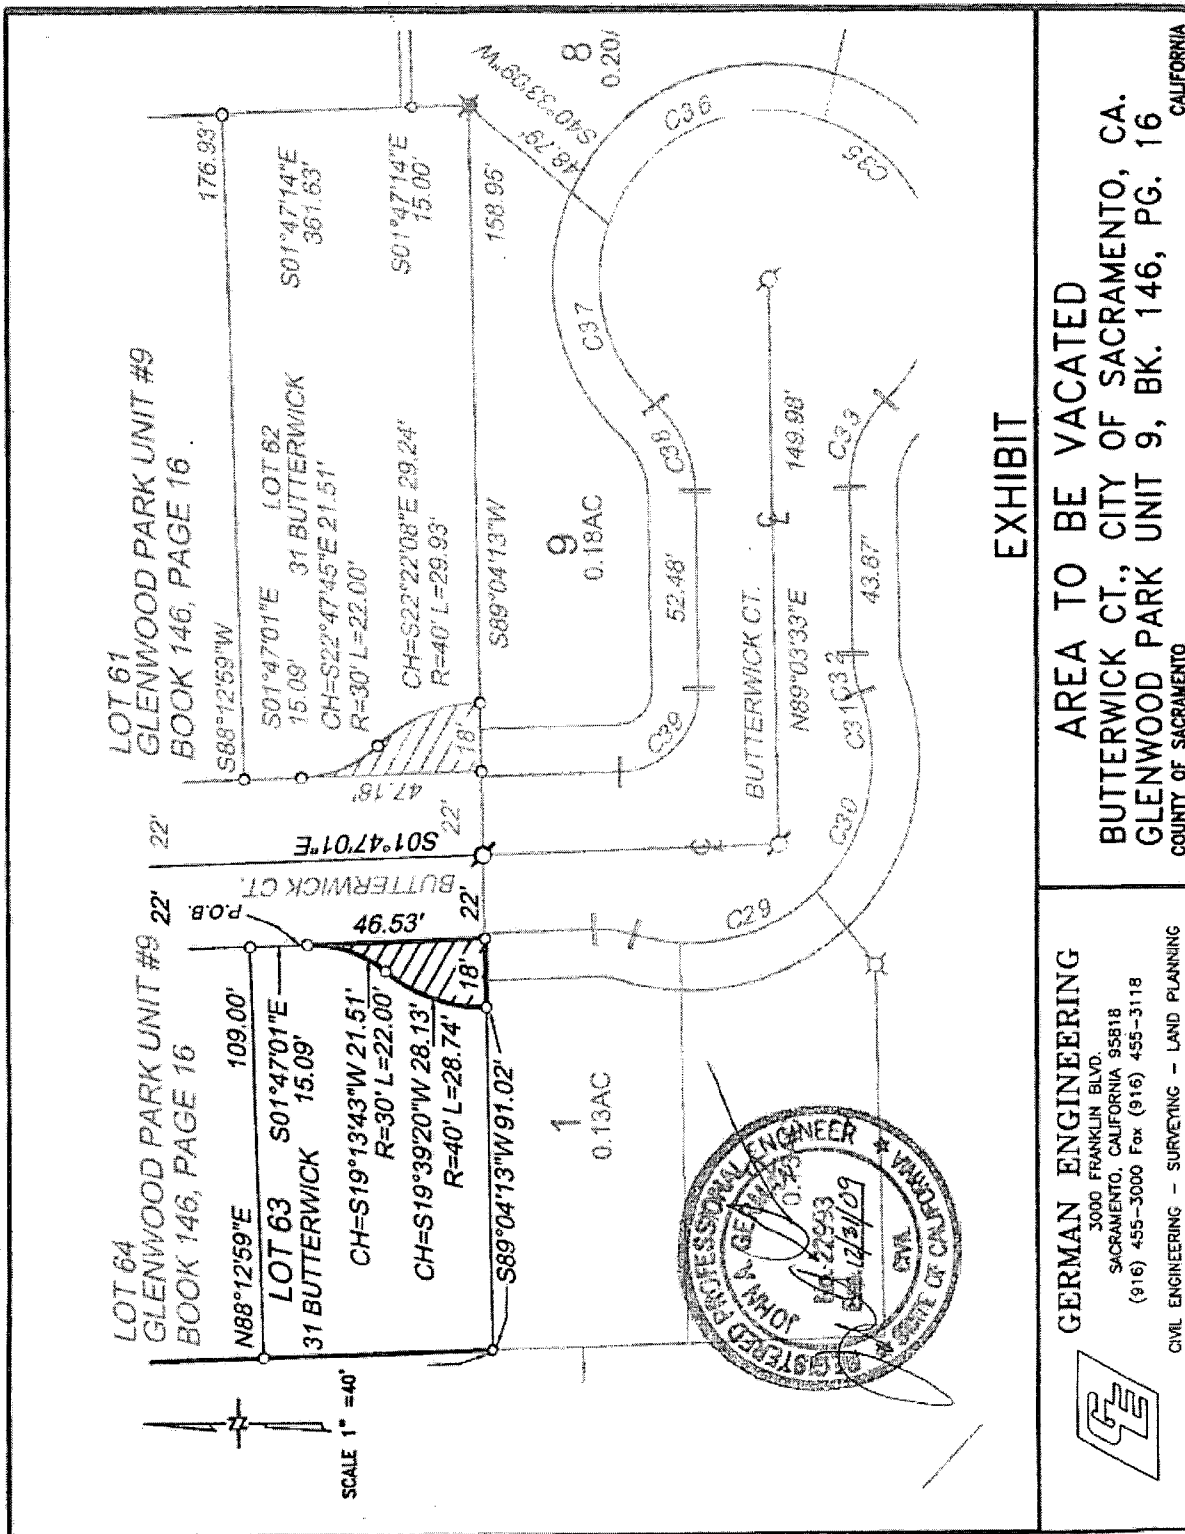 LOT 64
GLENWOOD PARK UNIT #9
BOOK 146, PAGE 16
LOT 61
GLENWOOD PARK UNIT #9
BOOK 146, PAGE 16
22'
22'
N88°12'59"E
109.00'
P.O.B.
S88°12'59"W
176.93'
LOT 63
31 BUTTERWICK
S01°47'01"E
15.09'
CH=S19°13'43"W 21.51'
R=30' L=22.00'
CH=S19°39'20"W 28.13'
R=40' L=28.74'
46.53'
18'
22'
BUTTERWICK CT.
S01°47'01"E
22'
47.18'
18'
S01°47'01"E
15.09'
LOT 62
31 BUTTERWICK
CH=S22°47'45"E 21.51'
R=30' L=22.00'
CH=S22°22'08"E 29.24'
R=40' L=29.93'
S01°47'14"E
361.63'
S01°47'14"E
15.00'
S89°04'13"W 91.02'
S89°04'13"W
158.95'
S40°33'09"W
48.79'
8
0.20
SCALE 1" =40'
1
0.13AC
9
0.18AC
C36
C35
C37
C38
52.48'
C39
BUTTERWICK CT.
N89°03'33"E
149.98'
C29
C30
C31
C32
43.87'
C33
REGISTERED PROFESSIONAL ENGINEER
JOHN A. GERMAN
22993
12/31/09
CIVIL
STATE OF CALIFORNIA
EXHIBIT
GE
GERMAN ENGINEERING
3000 FRANKLIN BLVD.
SACRAMENTO, CALIFORNIA 95818
(916) 455-3000 Fax (916) 455-3118
CIVIL ENGINEERING - SURVEYING - LAND PLANNING
AREA TO BE VACATED
BUTTERWICK CT., CITY OF SACRAMENTO, CA.
GLENWOOD PARK UNIT 9, BK. 146, PG. 16
COUNTY OF SACRAMENTO
CALIFORNIA